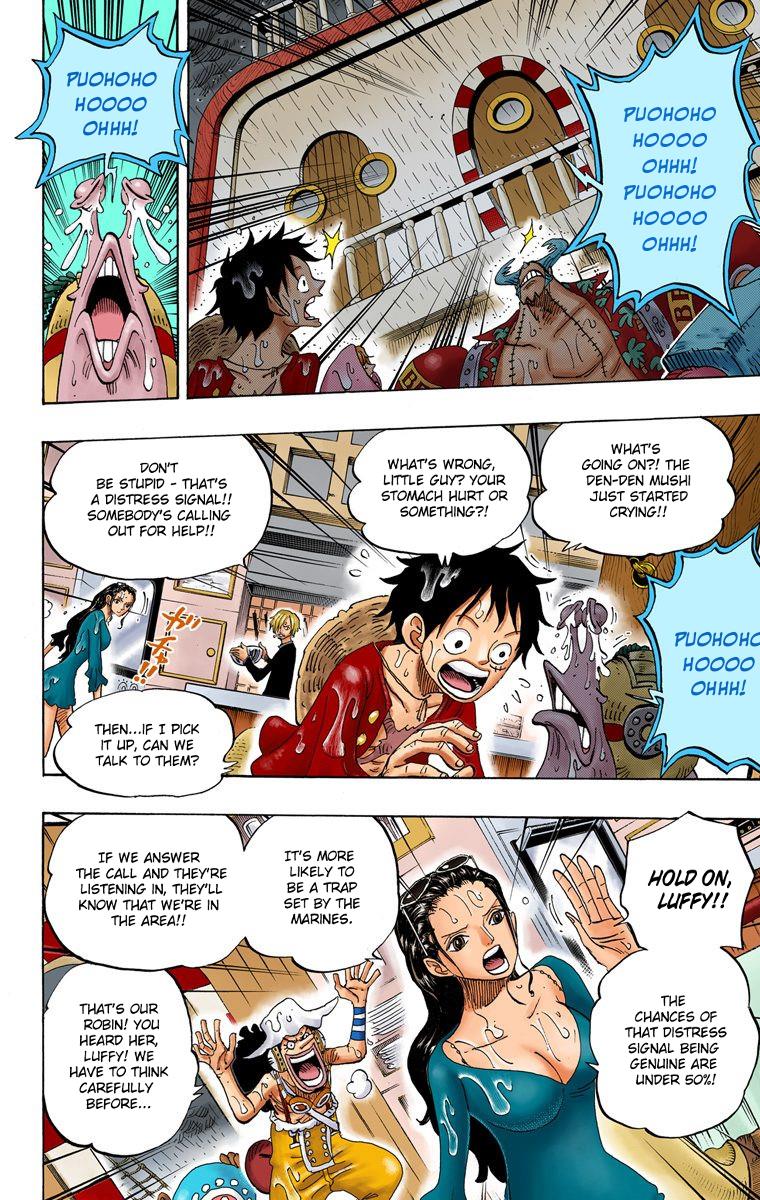 PUOHOHO
HOOOO
OHHH!
PUOHOHO
HOOOO
OHHH!
PUOHOHO
HOOOO
OHHH!
WHAT'S
GOING ON?! THE
DEN-DEN MUSHI
JUST STARTED
CRYING!!
PUOHOHO
HOOOO
OHHH!
WHAT'S WRONG,
LITTLE GUY? YOUR
STOMACH HURT OR
SOMETHING?!
DON'T
BE STUPID - THAT'S
A DISTRESS SIGNAL!!
SOMEBODY'S CALLING
OUT FOR HELP!!
THEN...IF I PICK
IT UP, CAN WE
TALK TO THEM?
HOLD ON,
LUFFY!!
THE
CHANCES OF
THAT DISTRESS
SIGNAL BEING
GENUINE ARE
UNDER 50%!
IT'S MORE
LIKELY TO
BE A TRAP
SET BY THE
MARINES.
IF WE ANSWER
THE CALL AND THEY'RE
LISTENING IN, THEY'LL
KNOW THAT WE'RE IN
THE AREA!!
THAT'S OUR
ROBIN! YOU
HEARD HER,
LUFFY! WE
HAVE TO THINK
CAREFULLY
BEFORE...